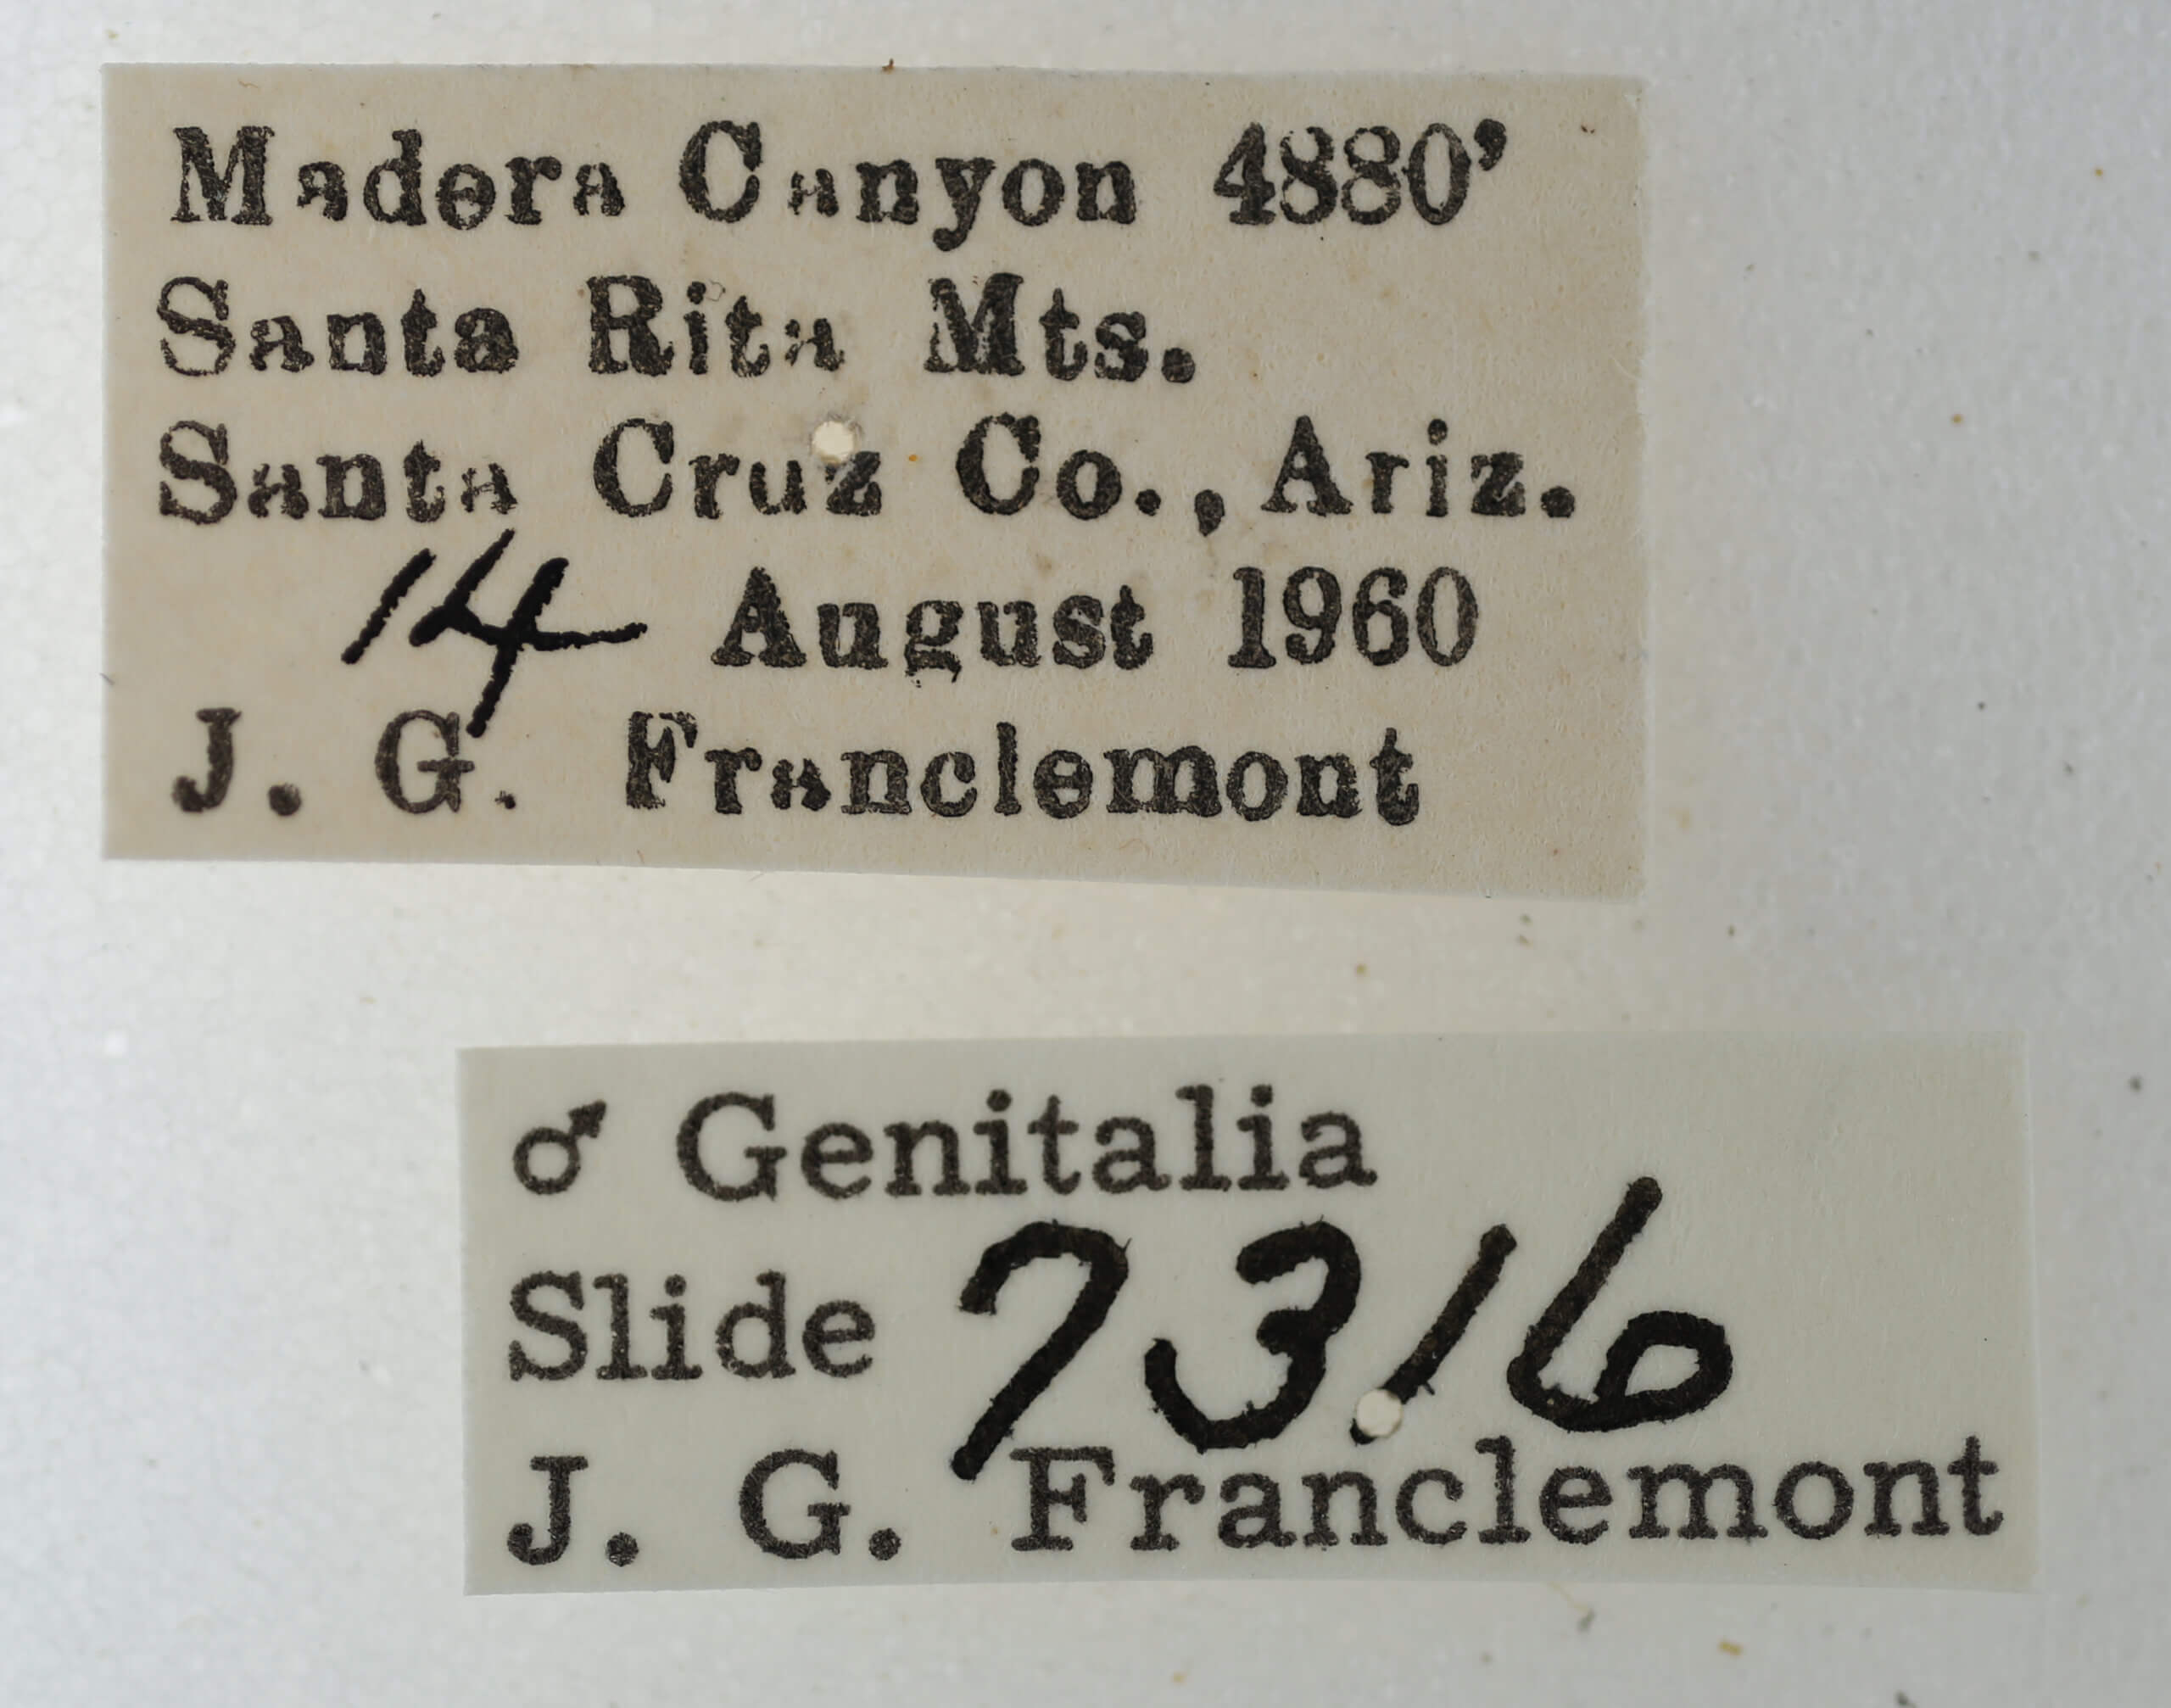 Madera Canyon 4880'
Santa Rita Mts.
Santa Cruz Co., Ariz.
14 August 1960
J. G. Franclemont
♂ Genitalia
Slide 7316
J. G. Franclemont